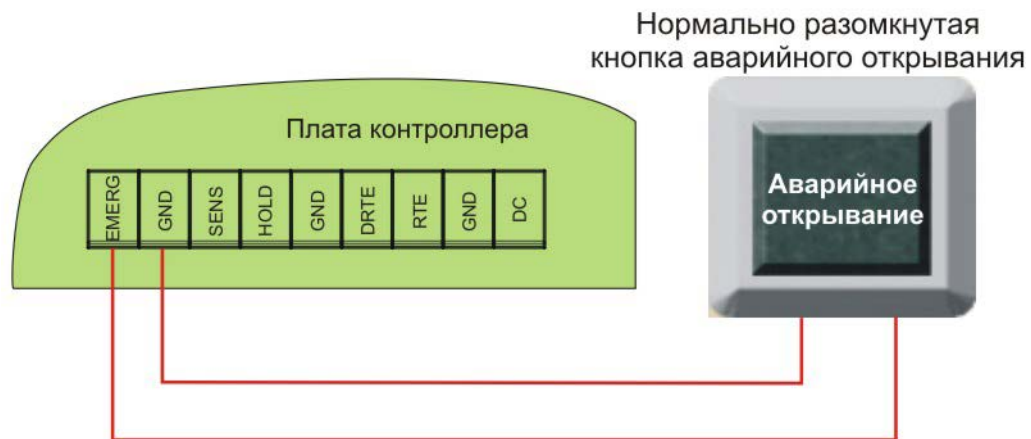 Нормально разомкнутая
кнопка аварийного открывания
Плата контроллера
EMERG
GND
SENS
HOLD
GND
DRTE
RTE
GND
DC
Аварийное
открывание